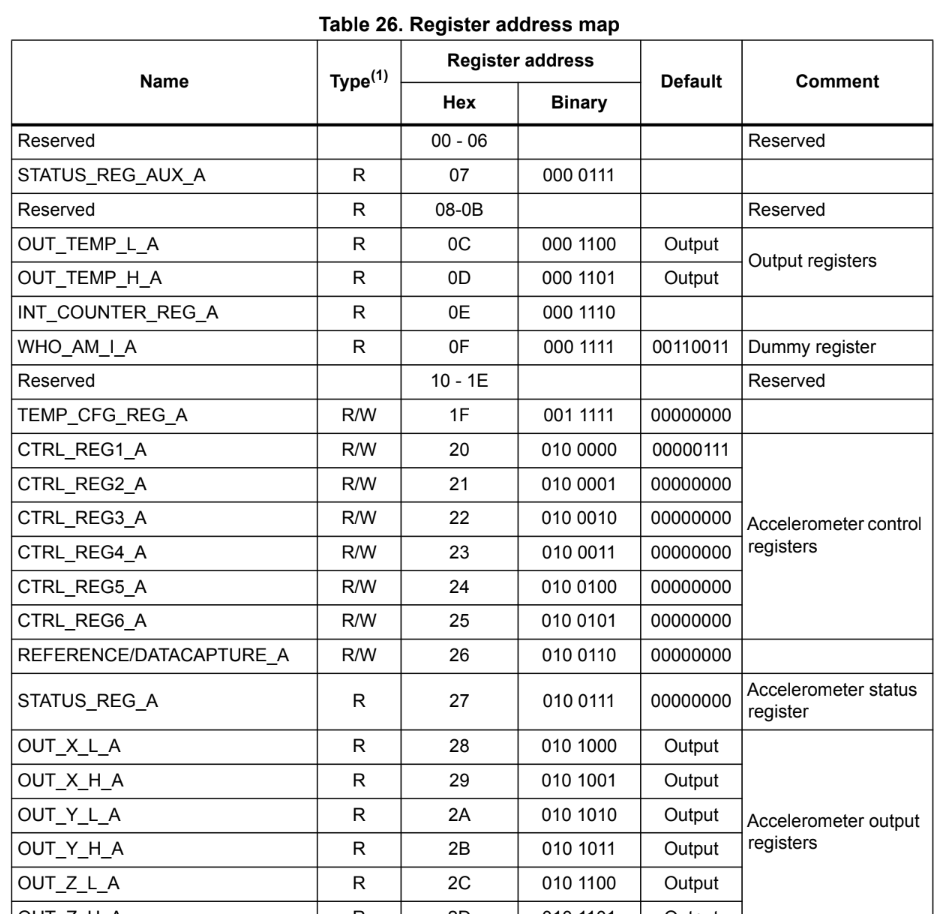 Table 26. Register address map
Name Type(1) Register address Default Comment
Hex Binary
Reserved 00 - 06 Reserved
STATUS_REG_AUX_A R 07 000 0111
Reserved R 08-0B Reserved
OUT_TEMP_L_A R 0C 000 1100 Output Output registers
OUT_TEMP_H_A R 0D 000 1101 Output
INT_COUNTER_REG_A R 0E 000 1110
WHO_AM_I_A R 0F 000 1111 00110011 Dummy register
Reserved 10 - 1E Reserved
TEMP_CFG_REG_A R/W 1F 001 1111 00000000
CTRL_REG1_A R/W 20 010 0000 00000111
CTRL_REG2_A R/W 21 010 0001 00000000
CTRL_REG3_A R/W 22 010 0010 00000000 Accelerometer control
CTRL_REG4_A R/W 23 010 0011 00000000 registers
CTRL_REG5_A R/W 24 010 0100 00000000
CTRL_REG6_A R/W 25 010 0101 00000000
REFERENCE/DATACAPTURE_A R/W 26 010 0110 00000000
STATUS_REG_A R 27 010 0111 00000000 Accelerometer status
register
OUT_X_L_A R 28 010 1000 Output
OUT_X_H_A R 29 010 1001 Output
OUT_Y_L_A R 2A 010 1010 Output Accelerometer output
OUT_Y_H_A R 2B 010 1011 Output registers
OUT_Z_L_A R 2C 010 1100 Output